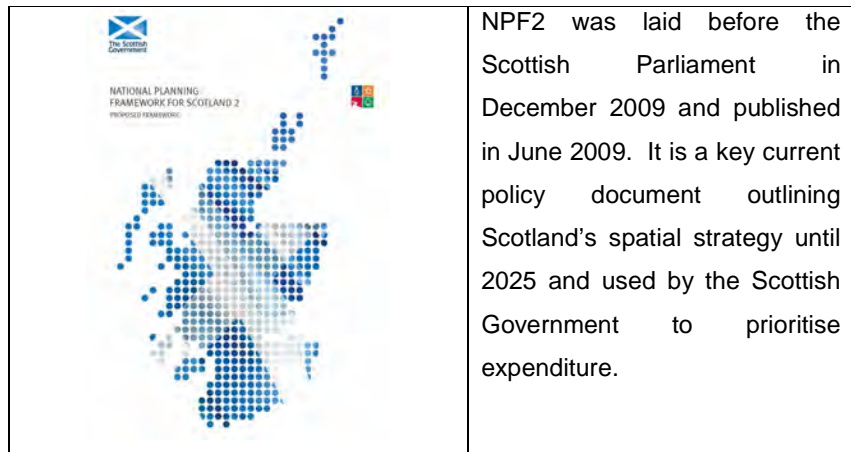 The Scottish
Government
NATIONAL PLANNING
FRAMEWORK FOR SCOTLAND 2
PROPOSED FRAMEWORK
NPF2 was laid before the
Scottish Parliament in
December 2009 and published
in June 2009. It is a key current
policy document outlining
Scotland’s spatial strategy until
2025 and used by the Scottish
Government to prioritise
expenditure.